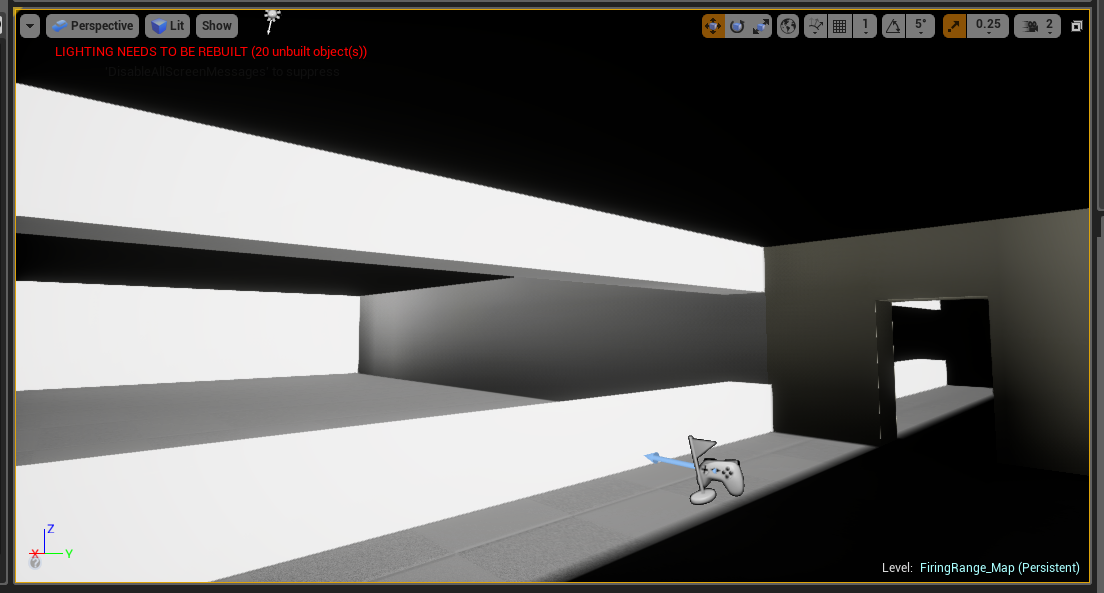 Perspective Lit Show 1 5° 0.25 2
LIGHTING NEEDS TO BE REBUILT (20 unbuilt object(s))
'DisableAllScreenMessages' to suppress
Z
X Y
?
Level: FiringRange_Map (Persistent)